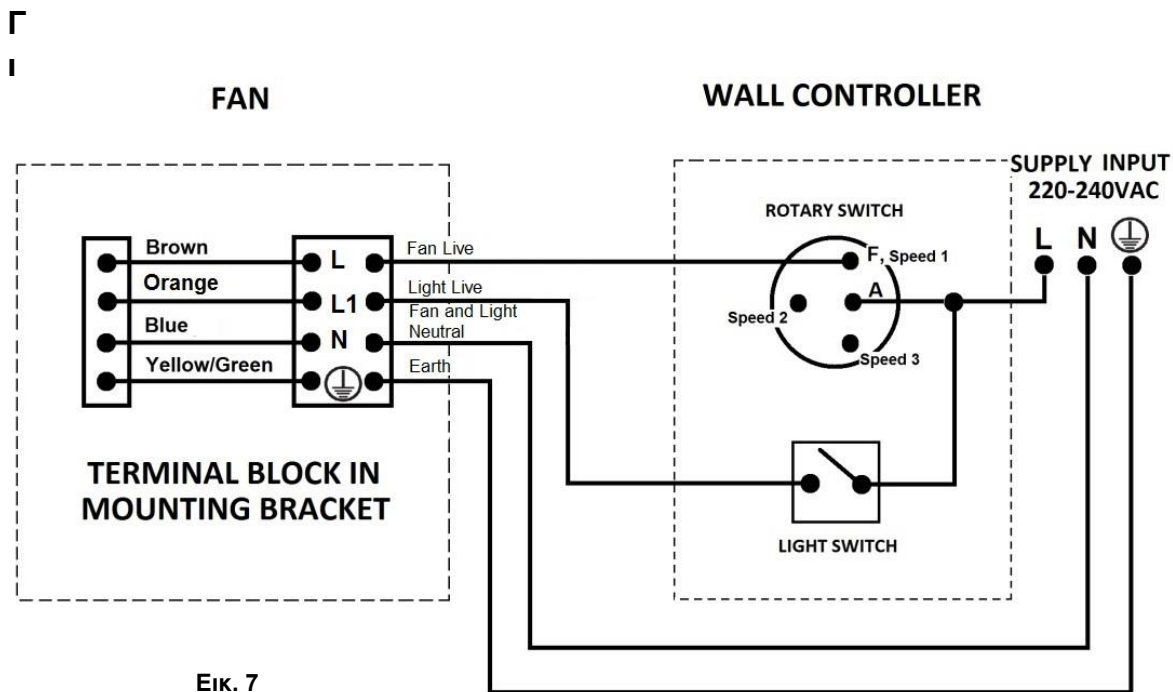 Γ
ι
FAN
WALL CONTROLLER
SUPPLY INPUT
220-240VAC
L N
ROTARY SWITCH
Brown
Orange
Blue
Yellow/Green
L
L1
N
Fan Live
Light Live
Fan and Light
Neutral
Earth
F, Speed 1
A
Speed 2
Speed 3
TERMINAL BLOCK IN
MOUNTING BRACKET
LIGHT SWITCH
Εικ. 7